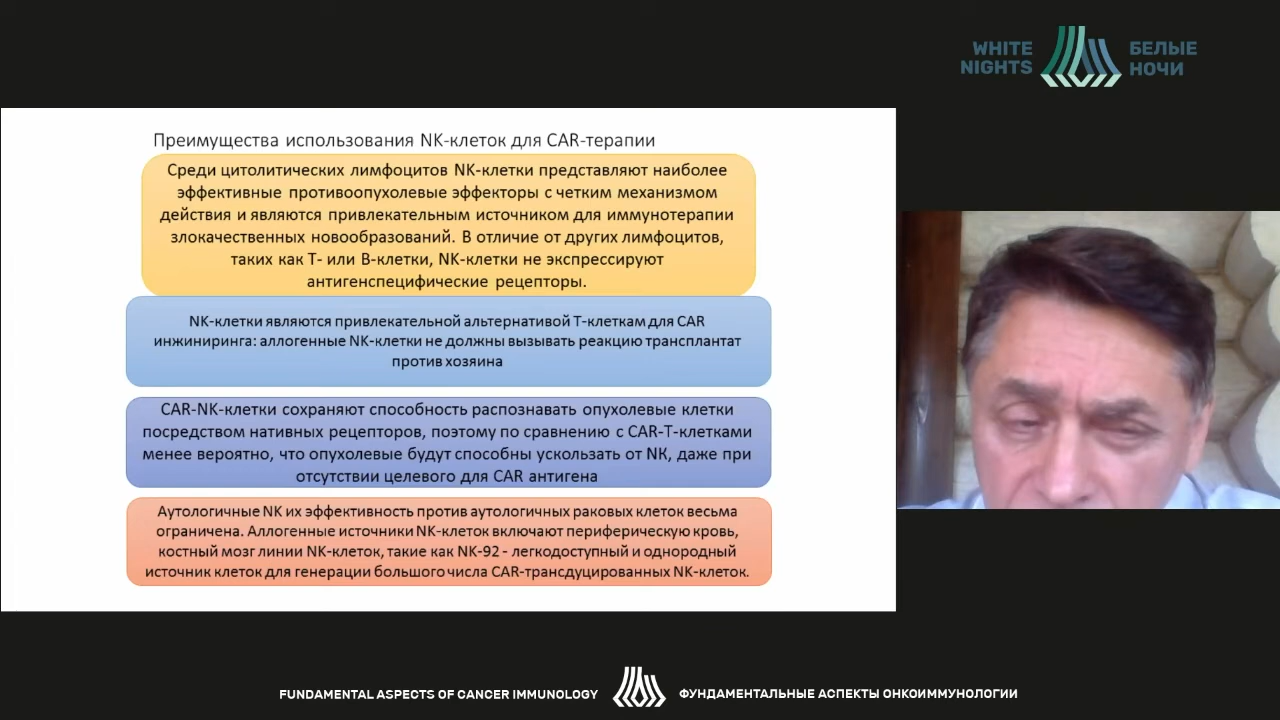 WHITE
NIGHTS
БЕЛЫЕ
НОЧИ
Преимущества использования NK-клеток для CAR-терапии
Среди цитолитических лимфоцитов NK-клетки представляют наиболее
эффективные противоопухолевые эффекторы с четким механизмом
действия и являются привлекательным источником для иммунотерапии
злокачественных новообразований. В отличие от других лимфоцитов,
таких как Т- или В-клетки, NK-клетки не экспрессируют
антигенспецифические рецепторы.
NK-клетки являются привлекательной альтернативой Т-клеткам для CAR
инжиниринга: аллогенные NK-клетки не должны вызывать реакцию трансплантат
против хозяина
CAR-NK-клетки сохраняют способность распознавать опухолевые клетки
посредством нативных рецепторов, поэтому по сравнению с CAR-T-клетками
менее вероятно, что опухолевые будут способны ускользать от NK, даже при
отсутствии целевого для CAR антигена
Аутологичные NK их эффективность против аутологичных раковых клеток весьма
ограничена. Аллогенные источники NK-клеток включают периферическую кровь,
костный мозг линии NK-клеток, такие как NK-92 - легкодоступный и однородный
источник клеток для генерации большого числа CAR-трансдуцированных NK-клеток.
FUNDAMENTAL ASPECTS OF CANCER IMMUNOLOGY
ФУНДАМЕНТАЛЬНЫЕ АСПЕКТЫ ОНКОИММУНОЛОГИИ